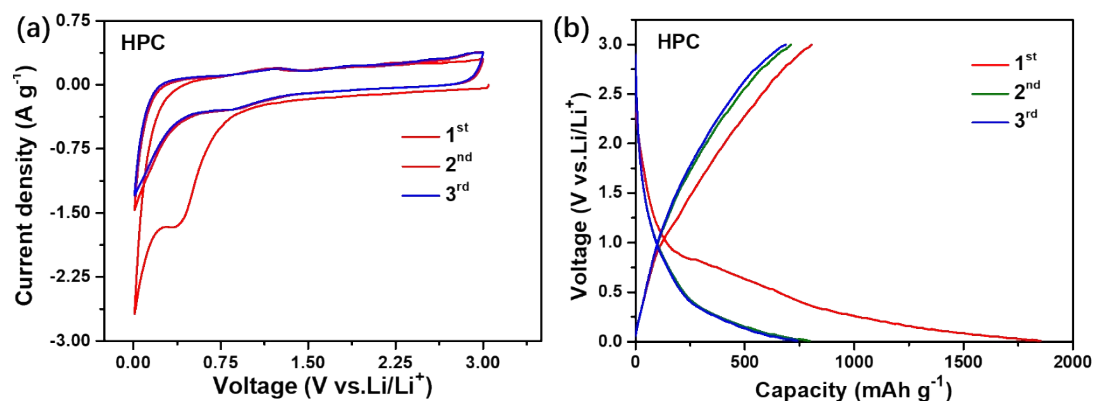 (a)
HPC
Current density (A g⁻¹)
0.75
0.00
-0.75
-1.50
-2.25
-3.00
1ˢᵗ
2ⁿᵈ
3ʳᵈ
0.00 0.75 1.50 2.25 3.00
Voltage (V vs.Li/Li⁺)
(b)
HPC
Voltage (V vs.Li/Li⁺)
3.0
2.5
2.0
1.5
1.0
0.5
0.0
1ˢᵗ
2ⁿᵈ
3ʳᵈ
0 500 1000 1500 2000
Capacity (mAh g⁻¹)